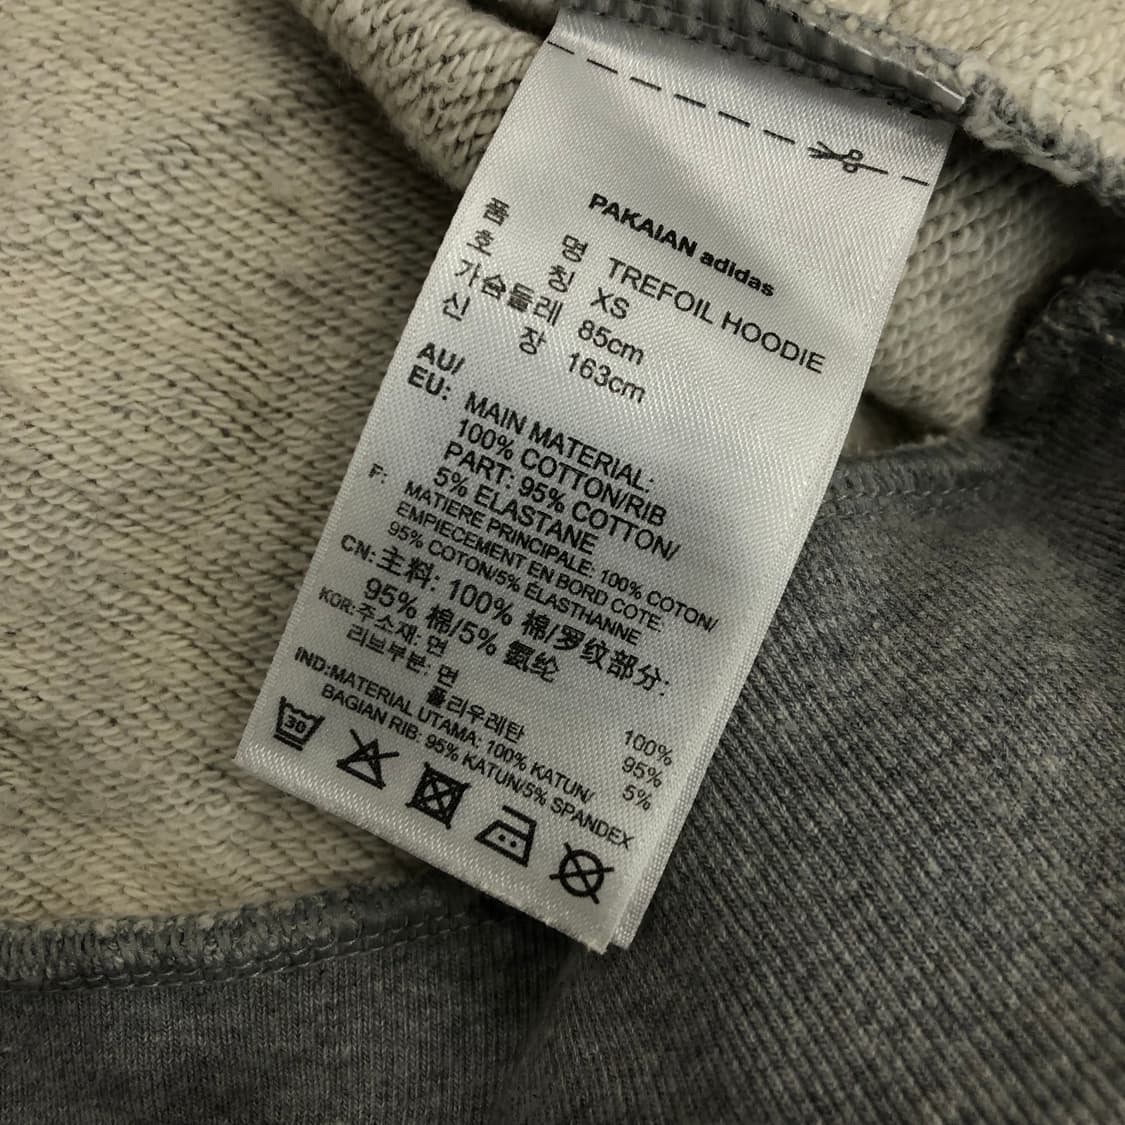 PAKAIAN adidas
품 명 TREFOIL HOODIE
호 칭 XS
가슴둘레 85cm
신 장 163cm
AU/
EU: MAIN MATERIAL:
100% COTTON/RIB
PART: 95% COTTON/
5% ELASTANE
F: MATIERE PRINCIPALE: 100% COTON/
EMPIECEMENT EN BORD COTE:
95% COTON/5% ÉLASTHANNE
CN: 主料: 100% 棉/罗纹部分:
95% 棉/5% 氨纶
KOR: 주소재: 면 100%
리브부분: 면 95%
폴리우레탄 5%
IND:MATERIAL UTAMA: 100% KATUN/
BAGIAN RIB: 95% KATUN/5% SPANDEX
30